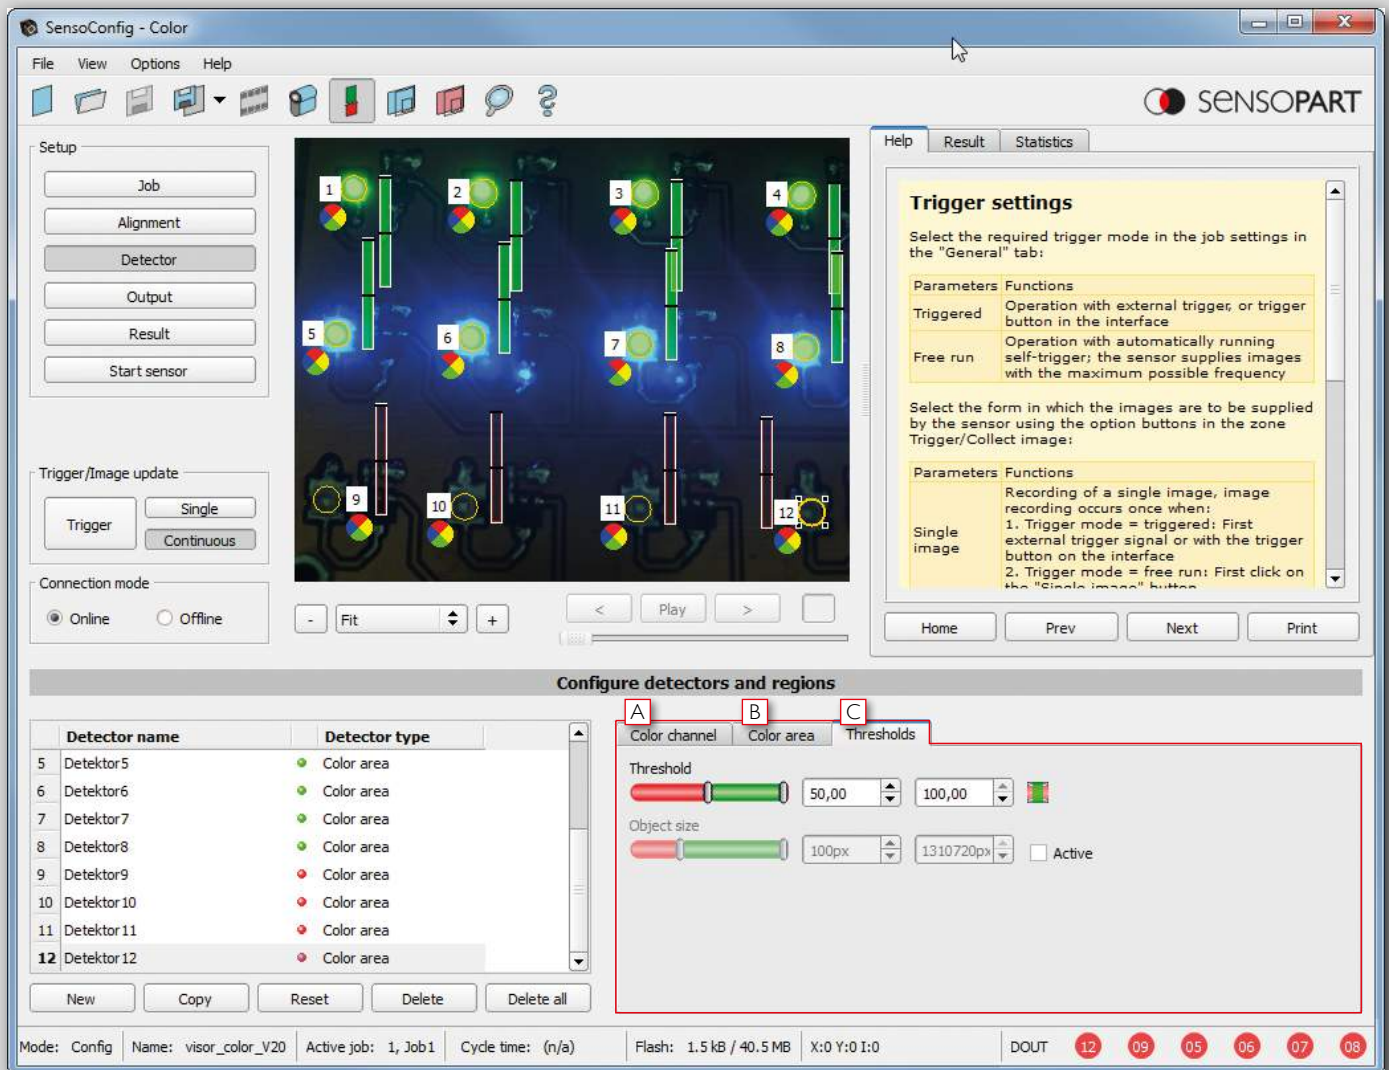 SensoConfig - Color
File View Options Help
SENSOPART
Setup
Job
Alignment
Detector
Output
Result
Start sensor
Trigger/Image update
Trigger
Single
Continuous
Connection mode
Online Offline
1 2 3 4
5 6 7 8
9 10 11 12
- Fit +
< Play >
Help Result Statistics
Trigger settings
Select the required trigger mode in the job settings in
the "General" tab:
Parameters Functions
Triggered Operation with external trigger, or trigger
button in the interface
Free run Operation with automatically running
self-trigger; the sensor supplies images
with the maximum possible frequency
Select the form in which the images are to be supplied
by the sensor using the option buttons in the zone
Trigger/Collect image:
Parameters Functions
Single
image
Recording of a single image, image
recording occurs once when:
1. Trigger mode = triggered: First
external trigger signal or with the trigger
button on the interface
2. Trigger mode = free run: First click on
the "Single image" button
Home Prev Next Print
Configure detectors and regions
Detector name Detector type
5 Detektor5 Color area
6 Detektor6 Color area
7 Detektor7 Color area
8 Detektor8 Color area
9 Detektor9 Color area
10 Detektor10 Color area
11 Detektor11 Color area
12 Detektor12 Color area
New Copy Reset Delete Delete all
A B C
Color channel Color area Thresholds
Threshold
50,00 100,00
Object size
100px 1310720px Active
Mode: Config Name: visor_color_V20 Active job: 1, Job1 Cycle time: (n/a) Flash: 1.5 kB / 40.5 MB X:0 Y:0 I:0 DOUT 12 09 05 06 07 08